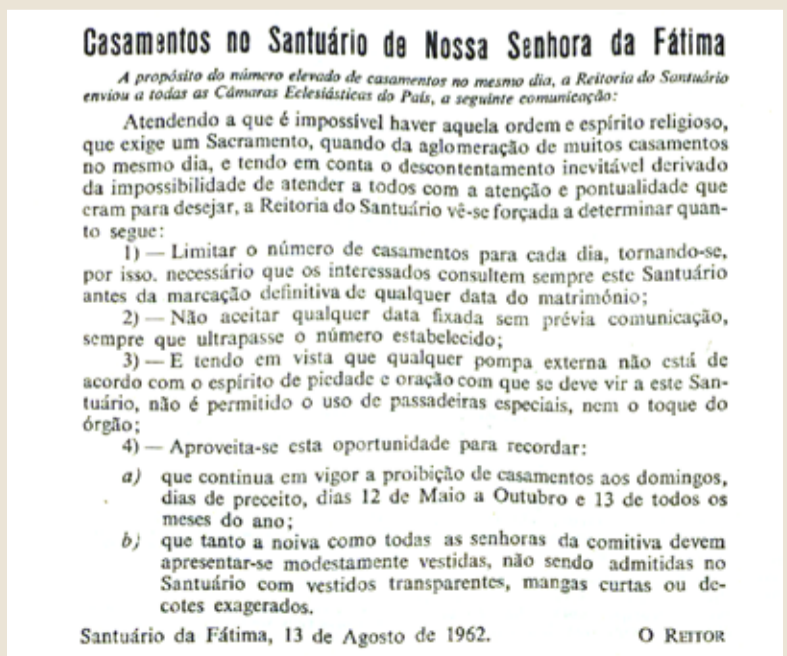 Casamentos no Santuário de Nossa Senhora da Fátima
A propósito do número elevado de casamentos no mesmo dia, a Reitoria do Santuário
enviou a todas as Câmaras Eclesiásticas do País, a seguinte comunicação:
Atendendo a que é impossível haver aquela ordem e espírito religioso,
que exige um Sacramento, quando da aglomeração de muitos casamentos
no mesmo dia, e tendo em conta o descontentamento inevitável derivado
da impossibilidade de atender a todos com a atenção e pontualidade que
eram para desejar, a Reitoria do Santuário vê-se forçada a determinar quan-
to segue:
1) — Limitar o número de casamentos para cada dia, tornando-se,
por isso. necessário que os interessados consultem sempre este Santuário
antes da marcação definitiva de qualquer data do matrimónio;
2) — Não aceitar qualquer data fixada sem prévia comunicação,
sempre que ultrapasse o número estabelecido;
3) — E tendo em vista que qualquer pompa externa não está de
acordo com o espírito de piedade e oração com que se deve vir a este San-
tuário, não é permitido o uso de passadeiras especiais, nem o toque do
órgão;
4) — Aproveita-se esta oportunidade para recordar:
a) que continua em vigor a proibição de casamentos aos domingos,
dias de preceito, dias 12 de Maio a Outubro e 13 de todos os
meses do ano;
b) que tanto a noiva como todas as senhoras da comitiva devem
apresentar-se modestamente vestidas, não sendo admitidas no
Santuário com vestidos transparentes, mangas curtas ou de-
cotes exagerados.
Santuário da Fátima, 13 de Agosto de 1962. O REITOR